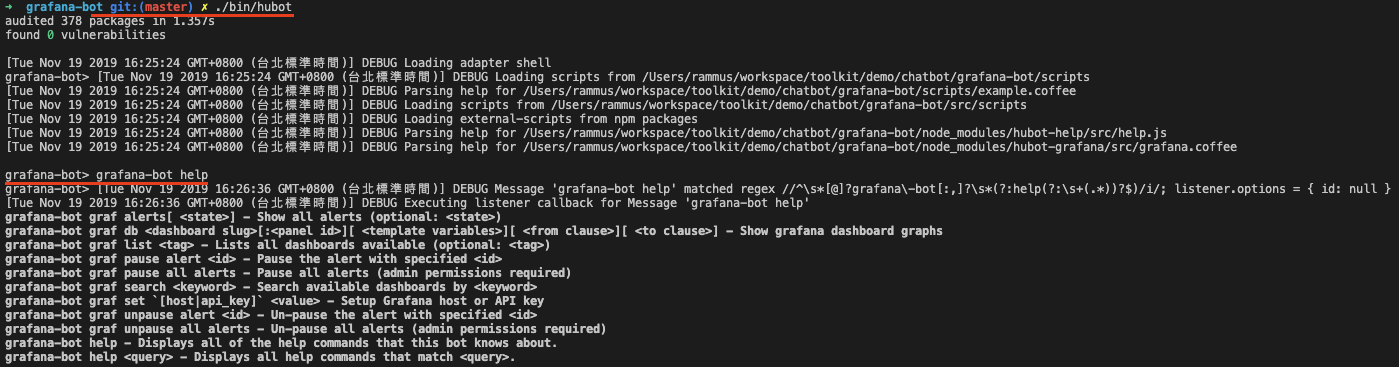 ➜  grafana-bot git:(master) ✗ ./bin/hubot
audited 378 packages in 1.357s
found 0 vulnerabilities
[Tue Nov 19 2019 16:25:24 GMT+0800 (台北標準時間)] DEBUG Loading adapter shell
grafana-bot> [Tue Nov 19 2019 16:25:24 GMT+0800 (台北標準時間)] DEBUG Loading scripts from /Users/rammus/workspace/toolkit/demo/chatbot/grafana-bot/scripts
[Tue Nov 19 2019 16:25:24 GMT+0800 (台北標準時間)] DEBUG Parsing help for /Users/rammus/workspace/toolkit/demo/chatbot/grafana-bot/scripts/example.coffee
[Tue Nov 19 2019 16:25:24 GMT+0800 (台北標準時間)] DEBUG Loading scripts from /Users/rammus/workspace/toolkit/demo/chatbot/grafana-bot/src/scripts
[Tue Nov 19 2019 16:25:24 GMT+0800 (台北標準時間)] DEBUG Loading external-scripts from npm packages
[Tue Nov 19 2019 16:25:24 GMT+0800 (台北標準時間)] DEBUG Parsing help for /Users/rammus/workspace/toolkit/demo/chatbot/grafana-bot/node_modules/hubot-help/src/help.js
[Tue Nov 19 2019 16:25:24 GMT+0800 (台北標準時間)] DEBUG Parsing help for /Users/rammus/workspace/toolkit/demo/chatbot/grafana-bot/node_modules/hubot-grafana/src/grafana.coffee
grafana-bot> grafana-bot help
grafana-bot> [Tue Nov 19 2019 16:26:36 GMT+0800 (台北標準時間)] DEBUG Message 'grafana-bot help' matched regex //^\s*[@]?grafana\-bot[:,]?\s*(?:help(?:\s+(.*))?$)/i/; listener.options = { id: null }
[Tue Nov 19 2019 16:26:36 GMT+0800 (台北標準時間)] DEBUG Executing listener callback for Message 'grafana-bot help'
grafana-bot graf alerts[ <state>] - Show all alerts (optional: <state>)
grafana-bot graf db <dashboard slug>[:<panel id>][ <template variables>][ <from clause>][ <to clause>] - Show grafana dashboard graphs
grafana-bot graf list <tag> - Lists all dashboards available (optional: <tag>)
grafana-bot graf pause alert <id> - Pause the alert with specified <id>
grafana-bot graf pause all alerts - Pause all alerts (admin permissions required)
grafana-bot graf search <keyword> - Search available dashboards by <keyword>
grafana-bot graf set `[host|api_key]` <value> - Setup Grafana host or API key
grafana-bot graf unpause alert <id> - Un-pause the alert with specified <id>
grafana-bot graf unpause all alerts - Un-pause all alerts (admin permissions required)
grafana-bot help - Displays all of the help commands that this bot knows about.
grafana-bot help <query> - Displays all help commands that match <query>.